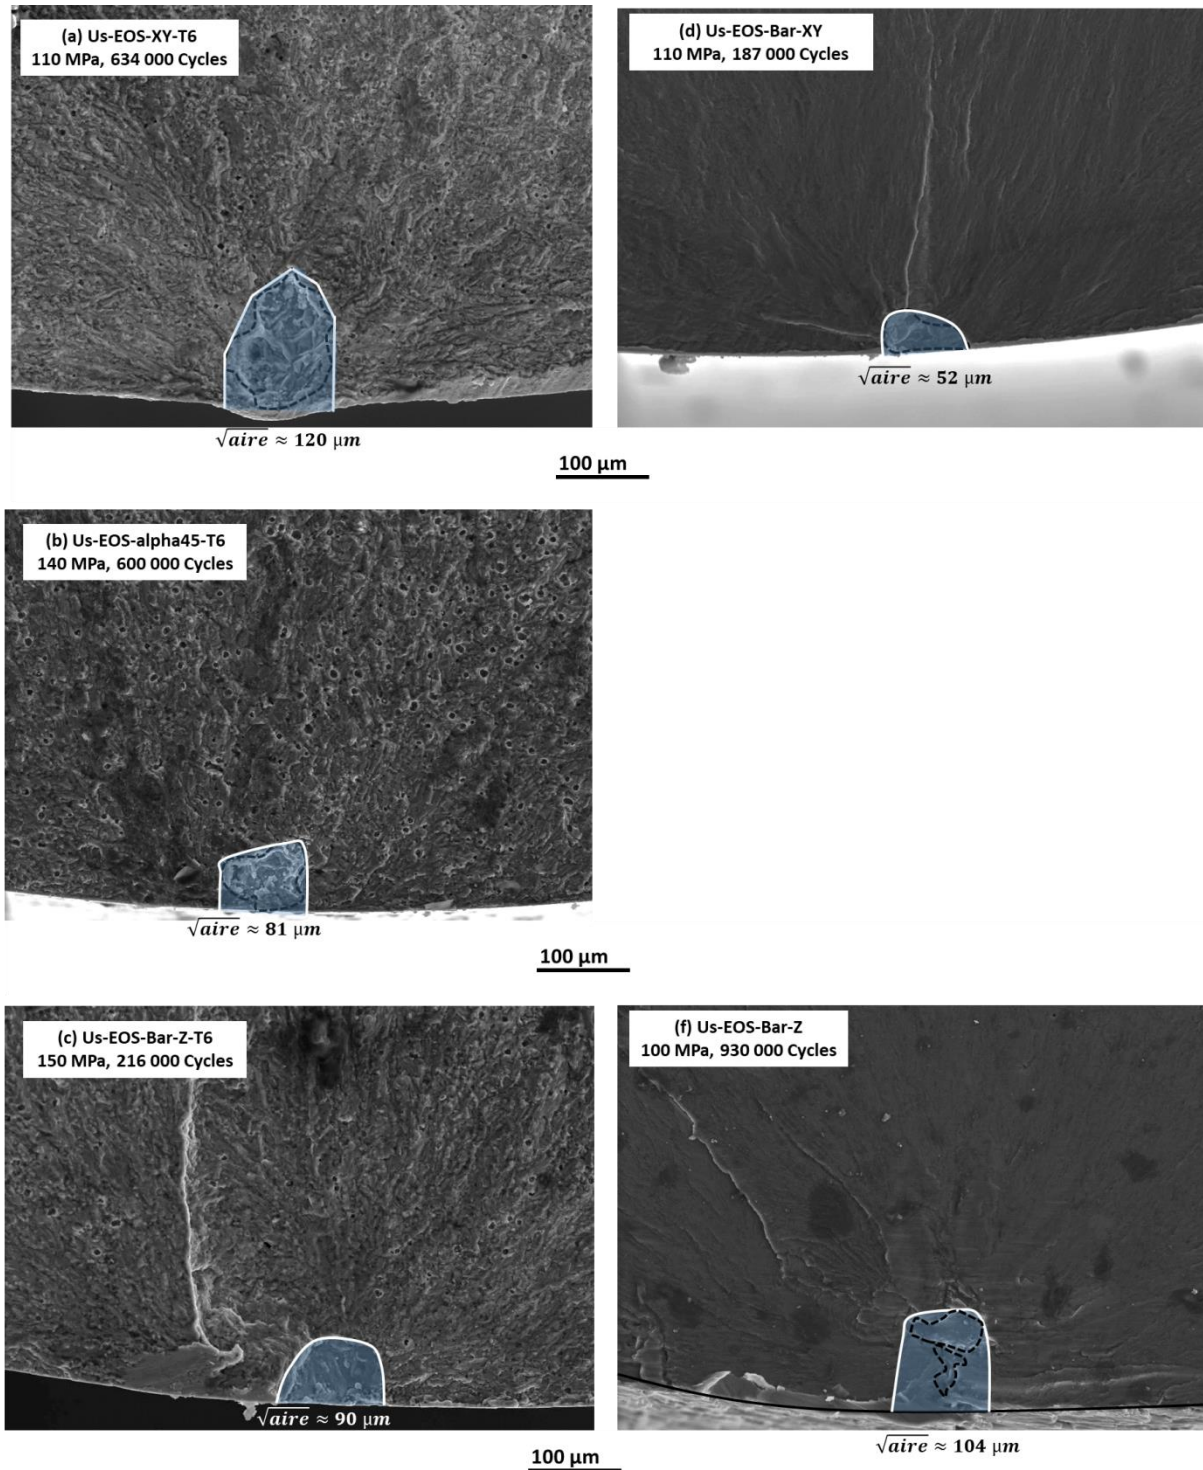 (a) Us-EOS-XY-T6
110 MPa, 634 000 Cycles
√aire ≈ 120 μm
(d) Us-EOS-Bar-XY
110 MPa, 187 000 Cycles
√aire ≈ 52 μm
100 μm
(b) Us-EOS-alpha45-T6
140 MPa, 600 000 Cycles
√aire ≈ 81 μm
100 μm
(c) Us-EOS-Bar-Z-T6
150 MPa, 216 000 Cycles
√aire ≈ 90 μm
(f) Us-EOS-Bar-Z
100 MPa, 930 000 Cycles
√aire ≈ 104 μm
100 μm